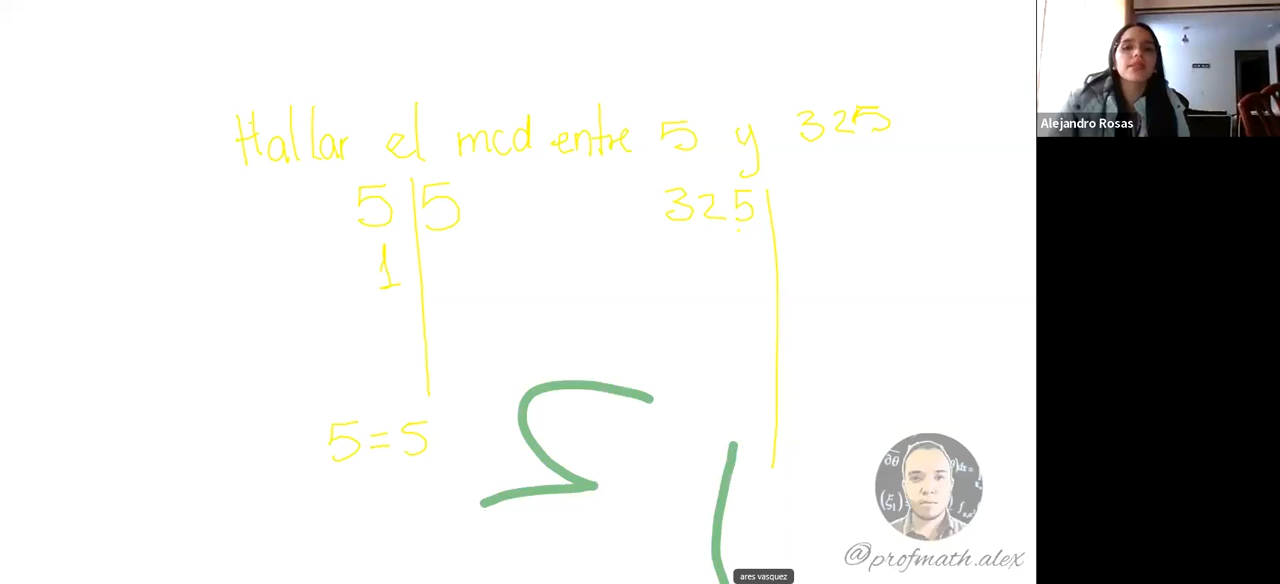 Hallar el mcd entre 5 y 325
5 5
1
325
5=5
Alejandro Rosas
@profmath.alex
ares vasquez